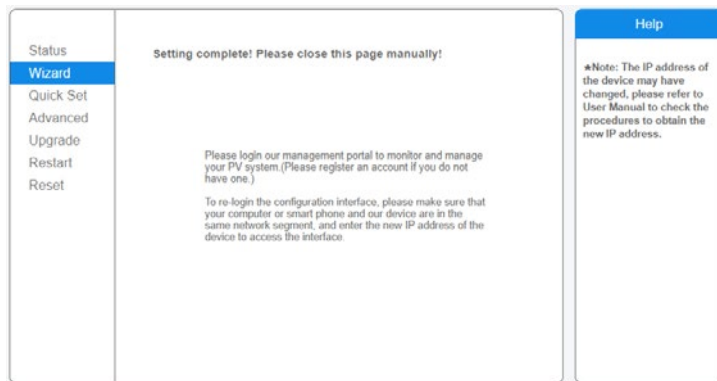 Status
Wizard
Quick Set
Advanced
Upgrade
Restart
Reset
Setting complete! Please close this page manually!
Please login our management portal to monitor and manage
your PV system.(Please register an account if you do not
have one.)
To re-login the configuration interface, please make sure that
your computer or smart phone and our device are in the
same network segment, and enter the new IP address of the
device to access the interface.
Help
★Note: The IP address of
the device may have
changed, please refer to
User Manual to check the
procedures to obtain the
new IP address.